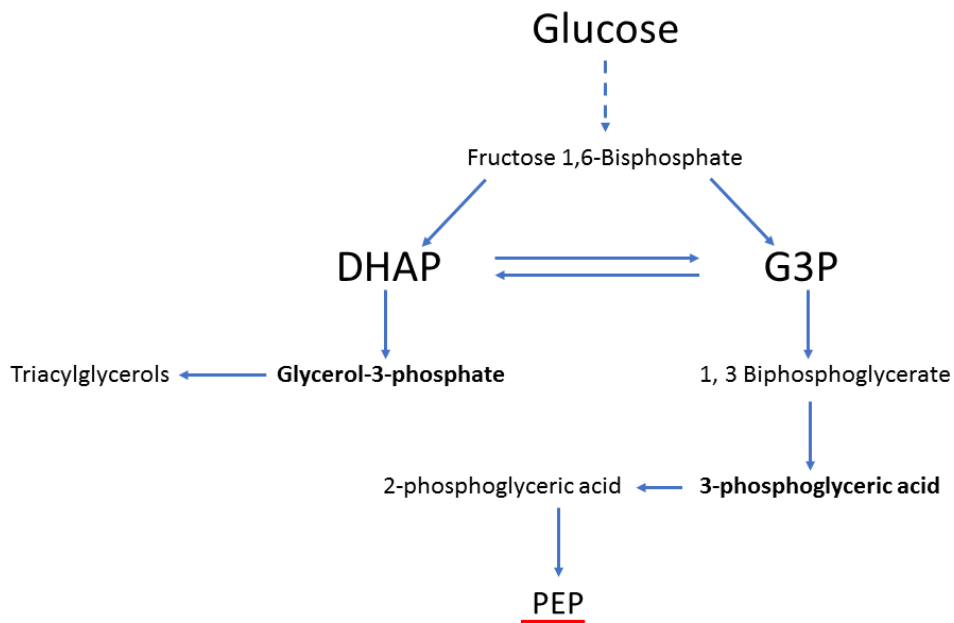 Glucose
Fructose 1,6-Bisphosphate
DHAP
G3P
Triacylglycerols
Glycerol-3-phosphate
1, 3 Biphosphoglycerate
2-phosphoglyceric acid
3-phosphoglyceric acid
PEP